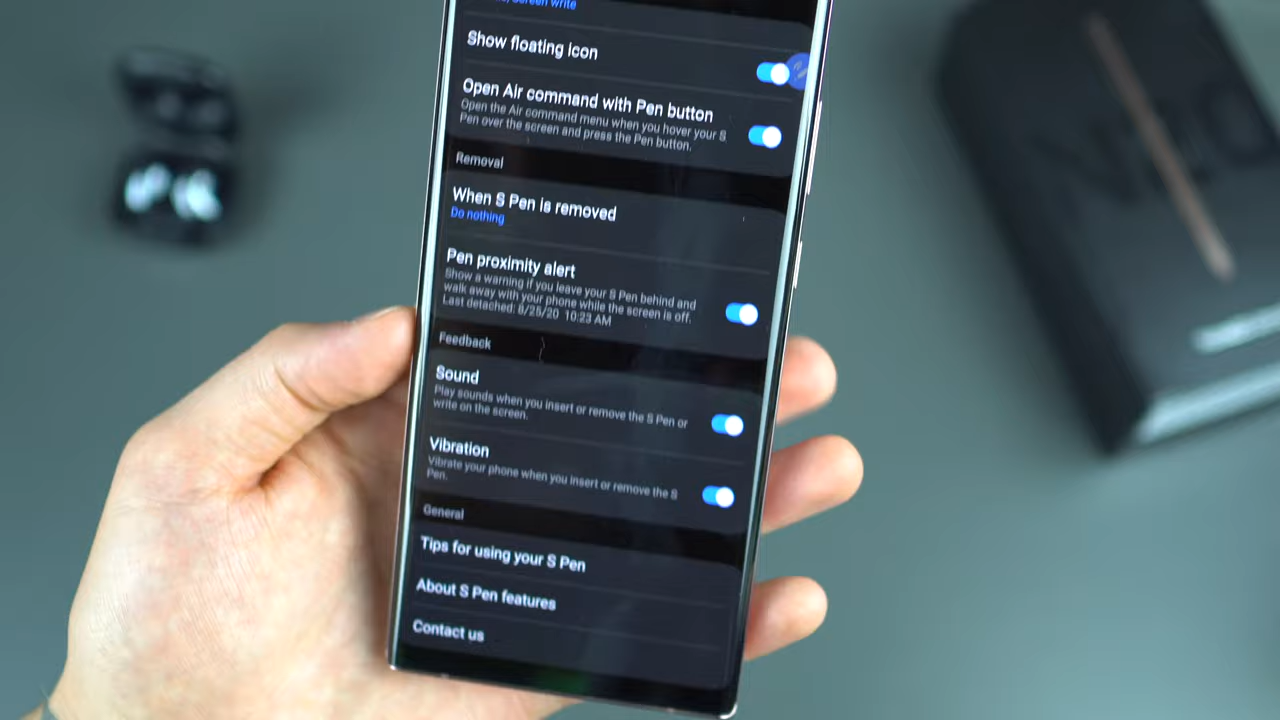 Screen write
Show floating icon
Open Air command with Pen button
Open the Air command menu when you hover your S
Pen over the screen and press the Pen button.
Removal
When S Pen is removed
Do nothing
Pen proximity alert
Show a warning if you leave your S Pen behind and
walk away with your phone while the screen is off.
Last detached: 8/25/20 10:23 AM
Feedback
Sound
Play sounds when you insert or remove the S Pen or
write on the screen.
Vibration
Vibrate your phone when you insert or remove the S
Pen.
General
Tips for using your S Pen
About S Pen features
Contact us